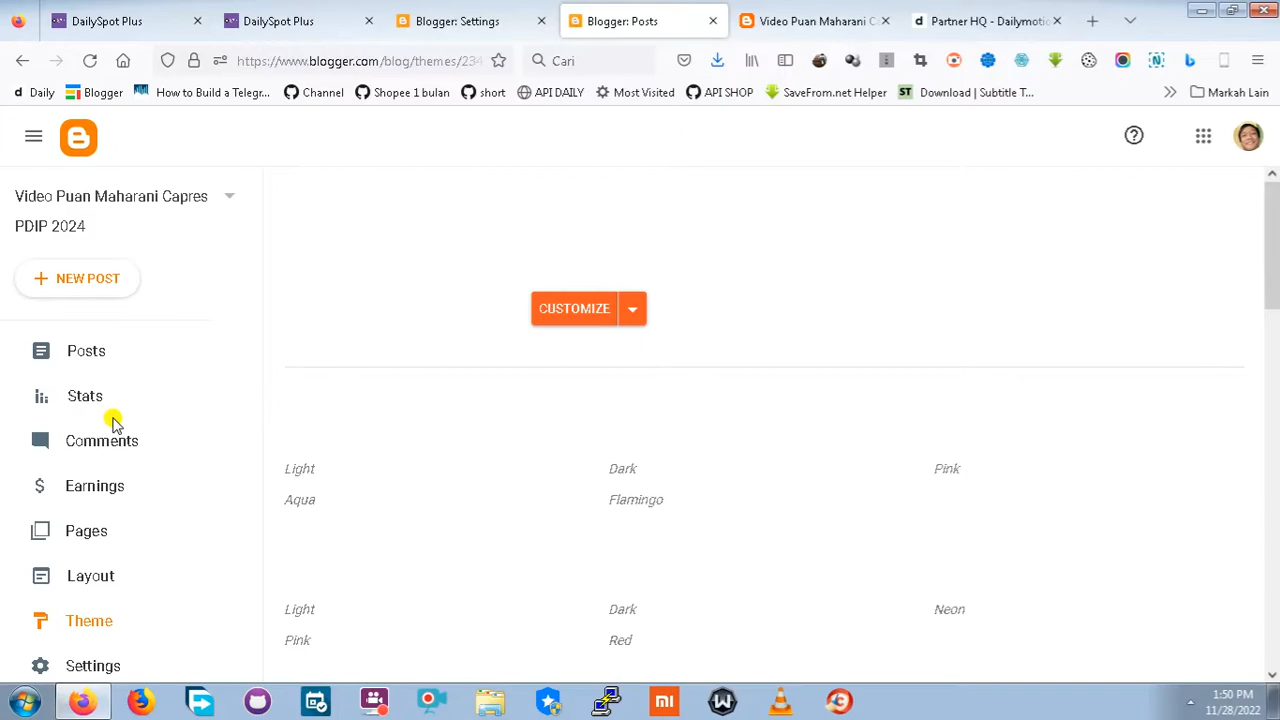 DailySpot Plus
DailySpot Plus
Blogger: Settings
Blogger: Posts
Video Puan Maharani C
Partner HQ - Dailymoti
https://www.blogger.com/blog/themes/234
Cari
Daily
Blogger
How to Build a Telegr...
Channel
Shopee 1 bulan
short
API DAILY
Most Visited
API SHOP
SaveFrom.net Helper
Download | Subtitle T...
Markah Lain
Video Puan Maharani Capres
PDIP 2024
NEW POST
CUSTOMIZE
Posts
Stats
Comments
Earnings
Pages
Layout
Theme
Settings
Light
Dark
Pink
Aqua
Flamingo
Light
Dark
Neon
Pink
Red
1:50 PM
11/28/2022